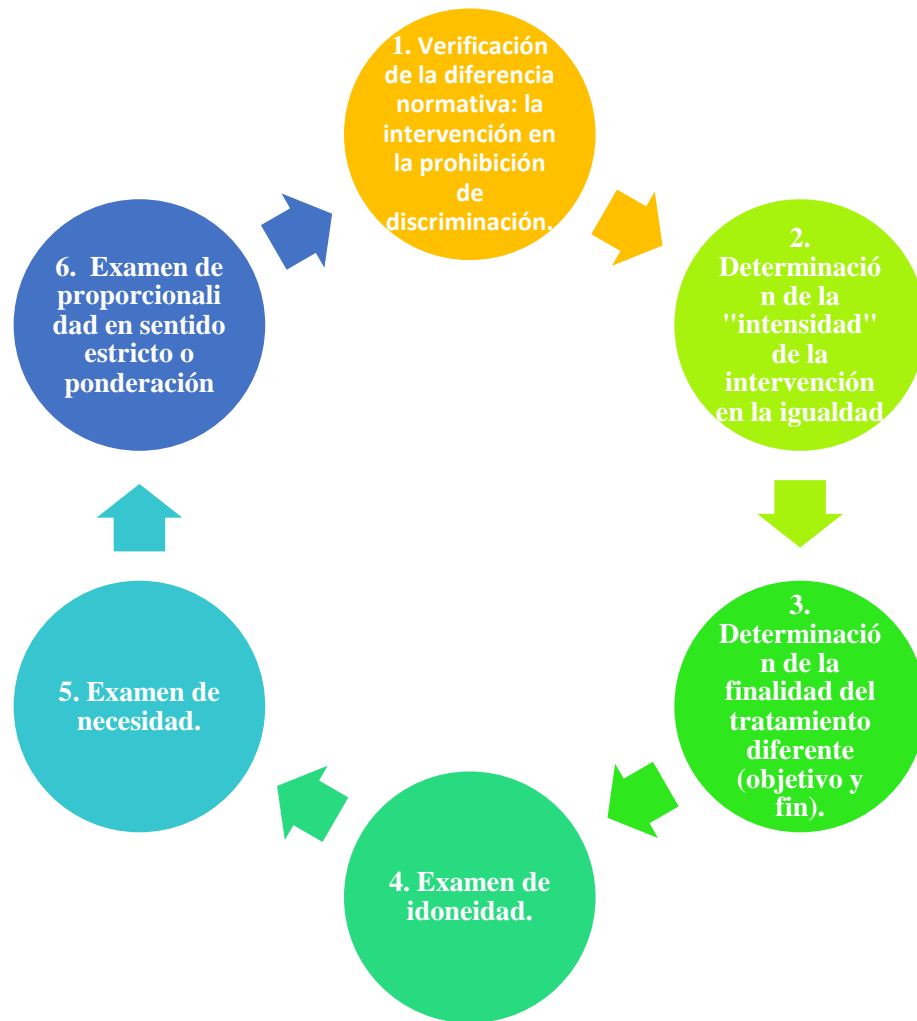 1. Verificación
de la diferencia
normativa: la
intervención en
la prohibición
de
discriminación.
2.
Determinació
n de la
"intensidad"
de la
intervención
en la igualdad
3.
Determinació
n de la
finalidad del
tratamiento
diferente
(objetivo y
fin).
4. Examen de
idoneidad.
5. Examen de
necesidad.
6. Examen de
proporcionali
dad en sentido
estricto o
ponderación